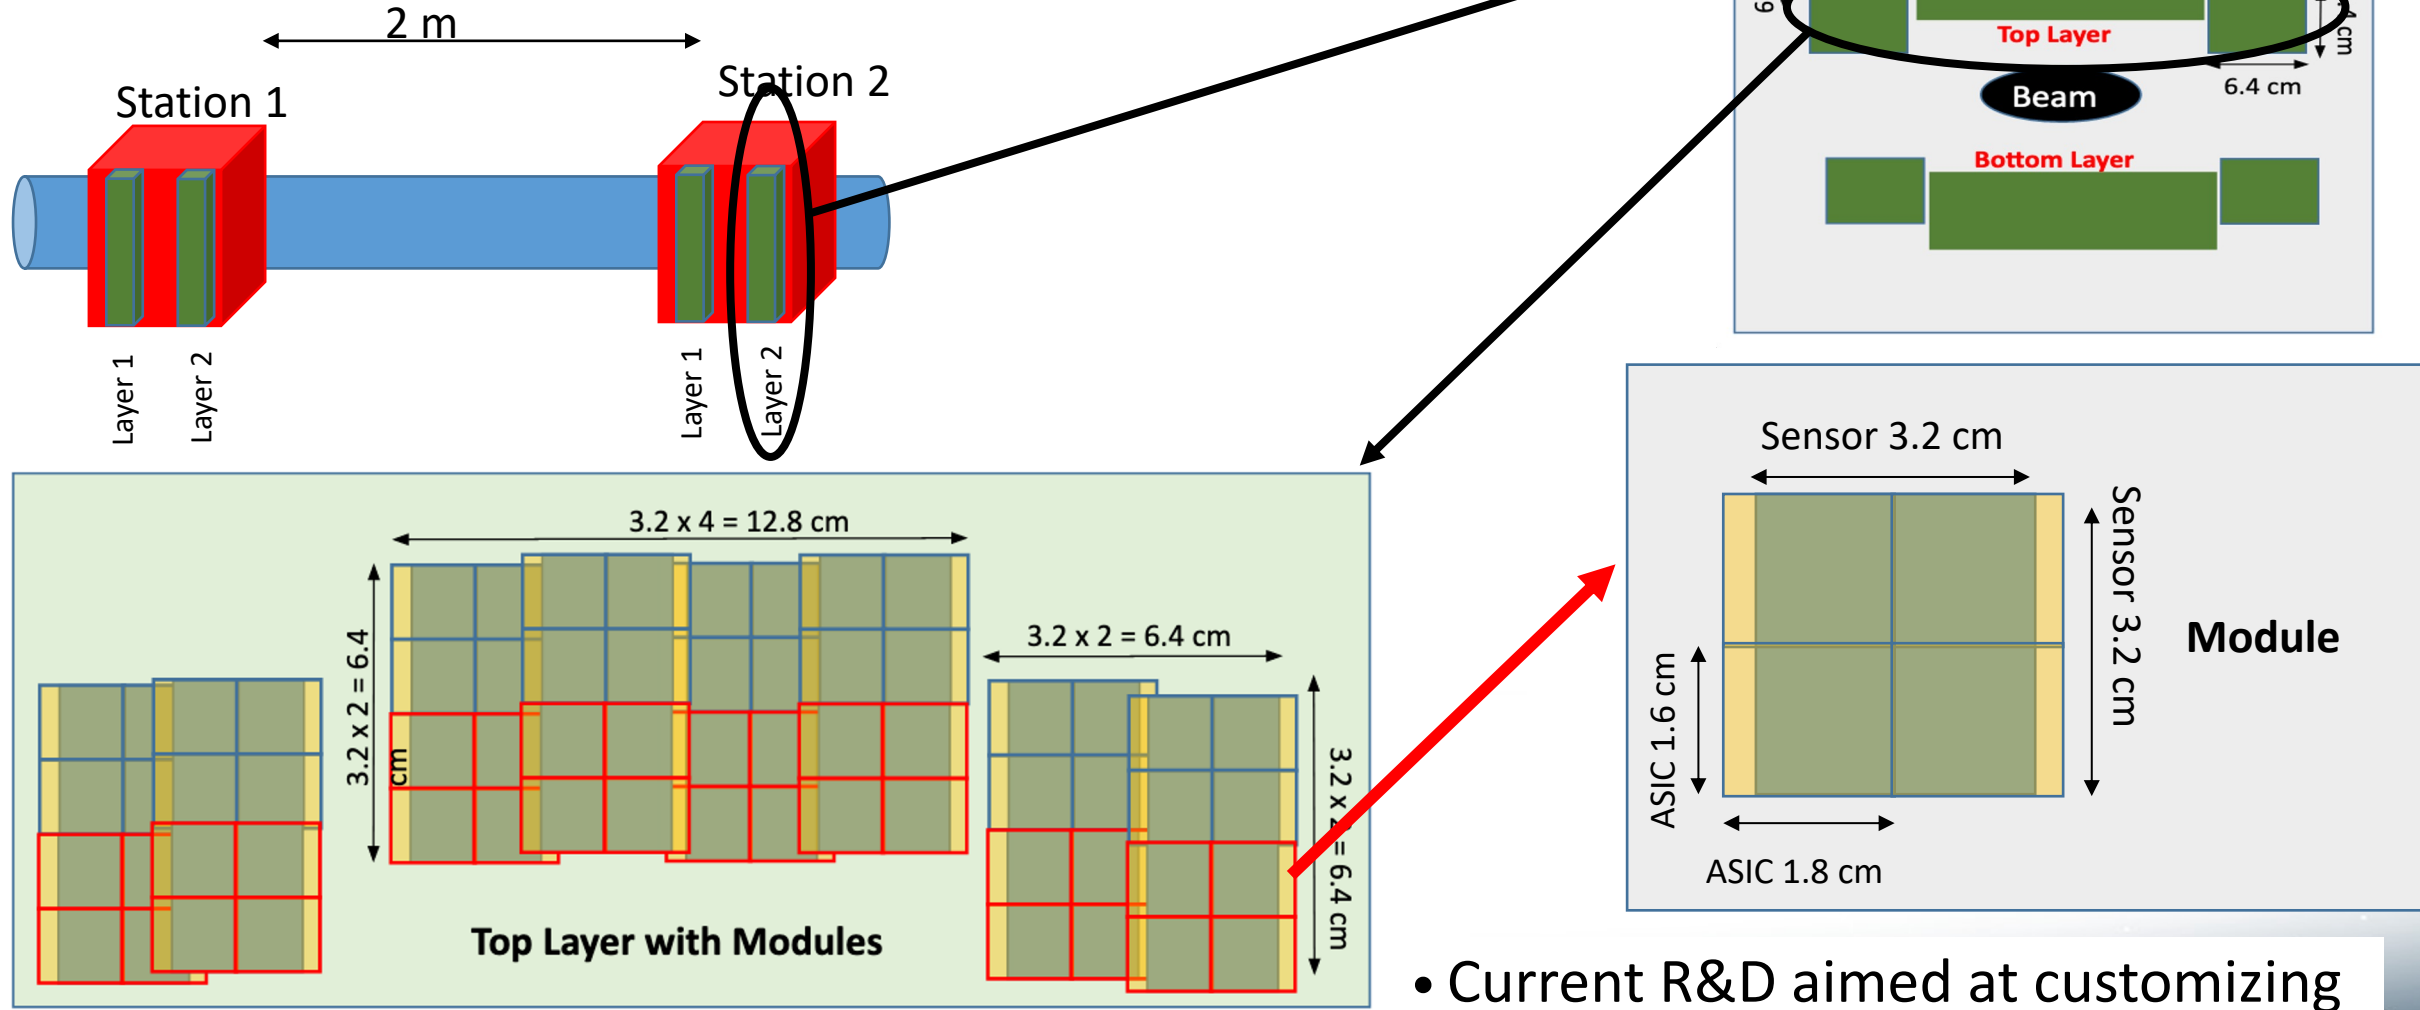 2 m
Station 1
Station 2
Layer 1
Layer 2
Layer 1
Layer 2
Top Layer
6.4 cm
Beam
Bottom Layer
3.2 x 4 = 12.8 cm
3.2 x 2 = 6.4
cm
3.2 x 2 = 6.4 cm
3.2 x 2 = 6.4 cm
Top Layer with Modules
Sensor 3.2 cm
Sensor 3.2 cm
Module
ASIC 1.6 cm
ASIC 1.8 cm
• Current R&D aimed at customizing